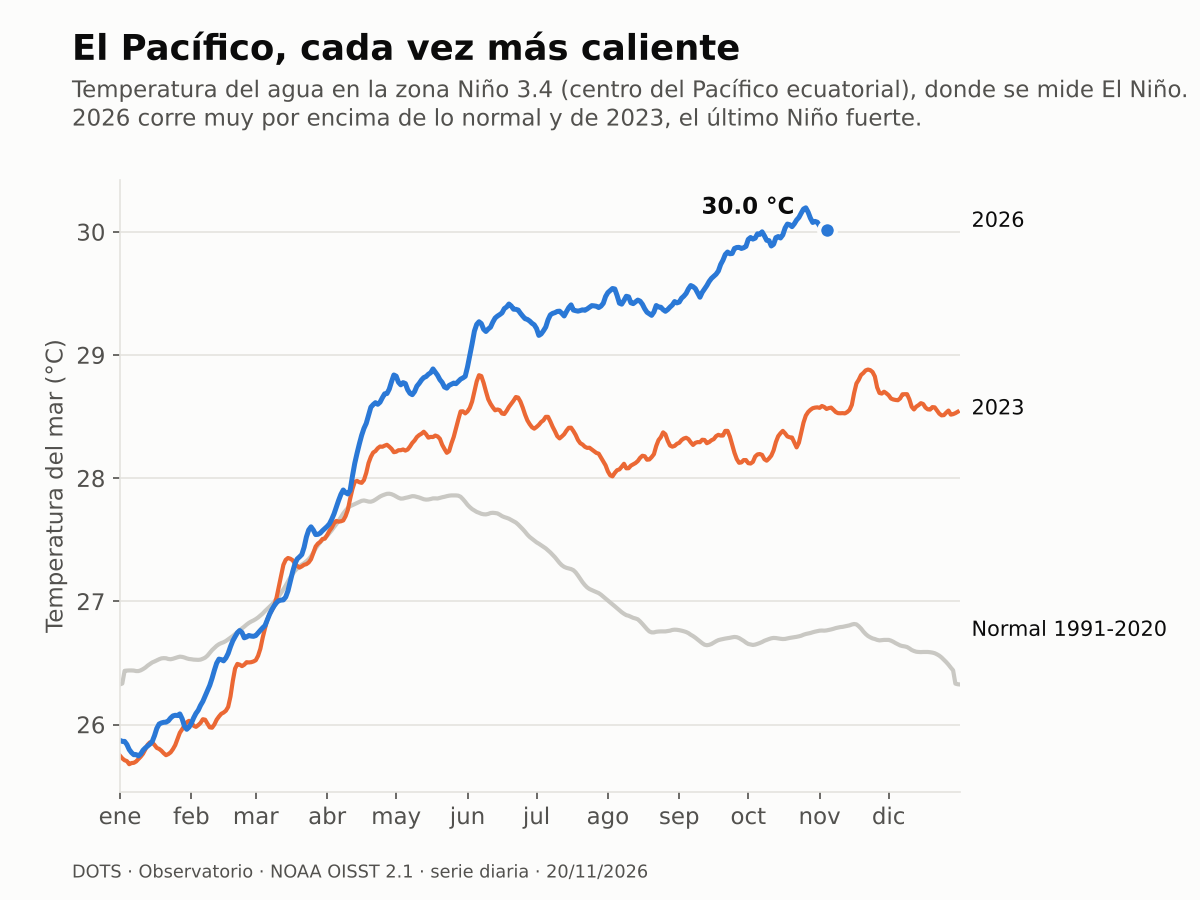 El Pacífico, cada vez más caliente
Temperatura del agua en la zona Niño 3.4 (centro del Pacífico ecuatorial), donde se mide El Niño.
2026 corre muy por encima de lo normal y de 2023, el último Niño fuerte.
30.0 °C
2026
30
29
2023
28
27
Normal 1991-2020
26
Temperatura del mar (°C)
ene feb mar abr may jun jul ago sep oct nov dic
DOTS · Observatorio · NOAA OISST 2.1 · serie diaria · 20/11/2026